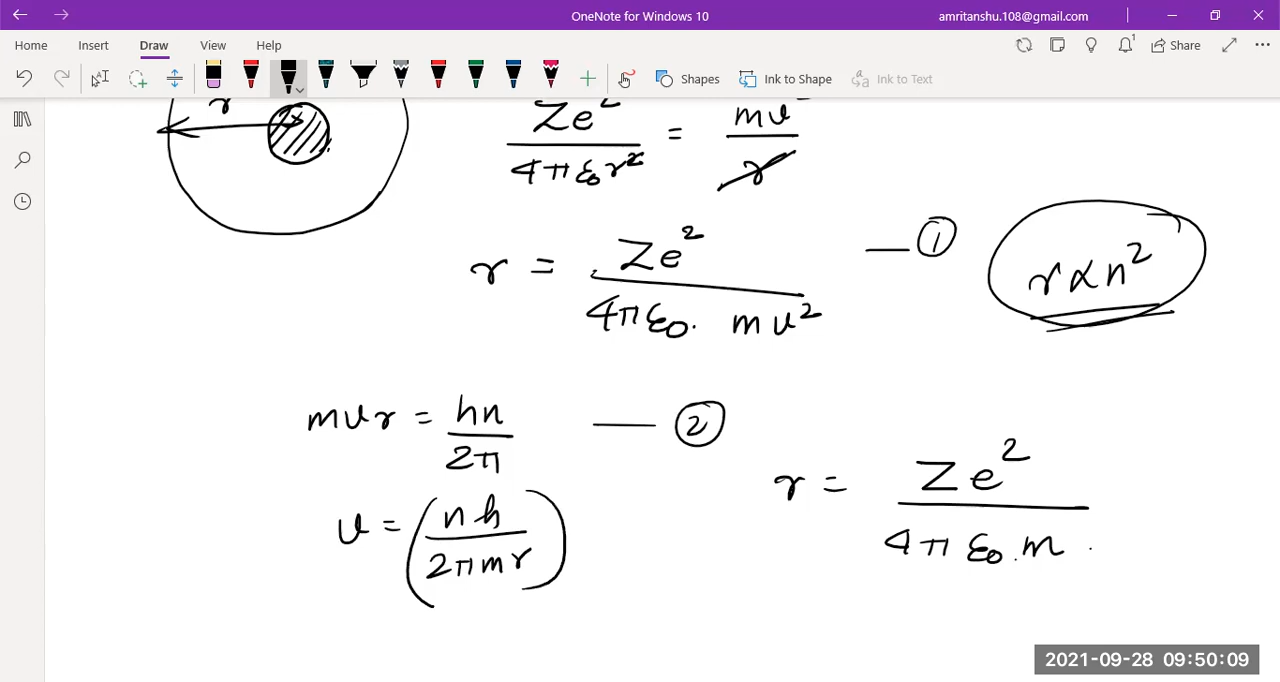 OneNote for Windows 10
amritanshu.108@gmail.com
Home Insert Draw View Help
Share
Shapes Ink to Shape Ink to Text
r
Ze² / 4πε₀r² = mv² / r
r = Ze² / 4πε₀. mv² — ①
r ∝ n²
mvr = hn / 2π — ②
v = (nh / 2πmr)
r = Ze² / 4πε₀.m.
2021-09-28 09:50:09